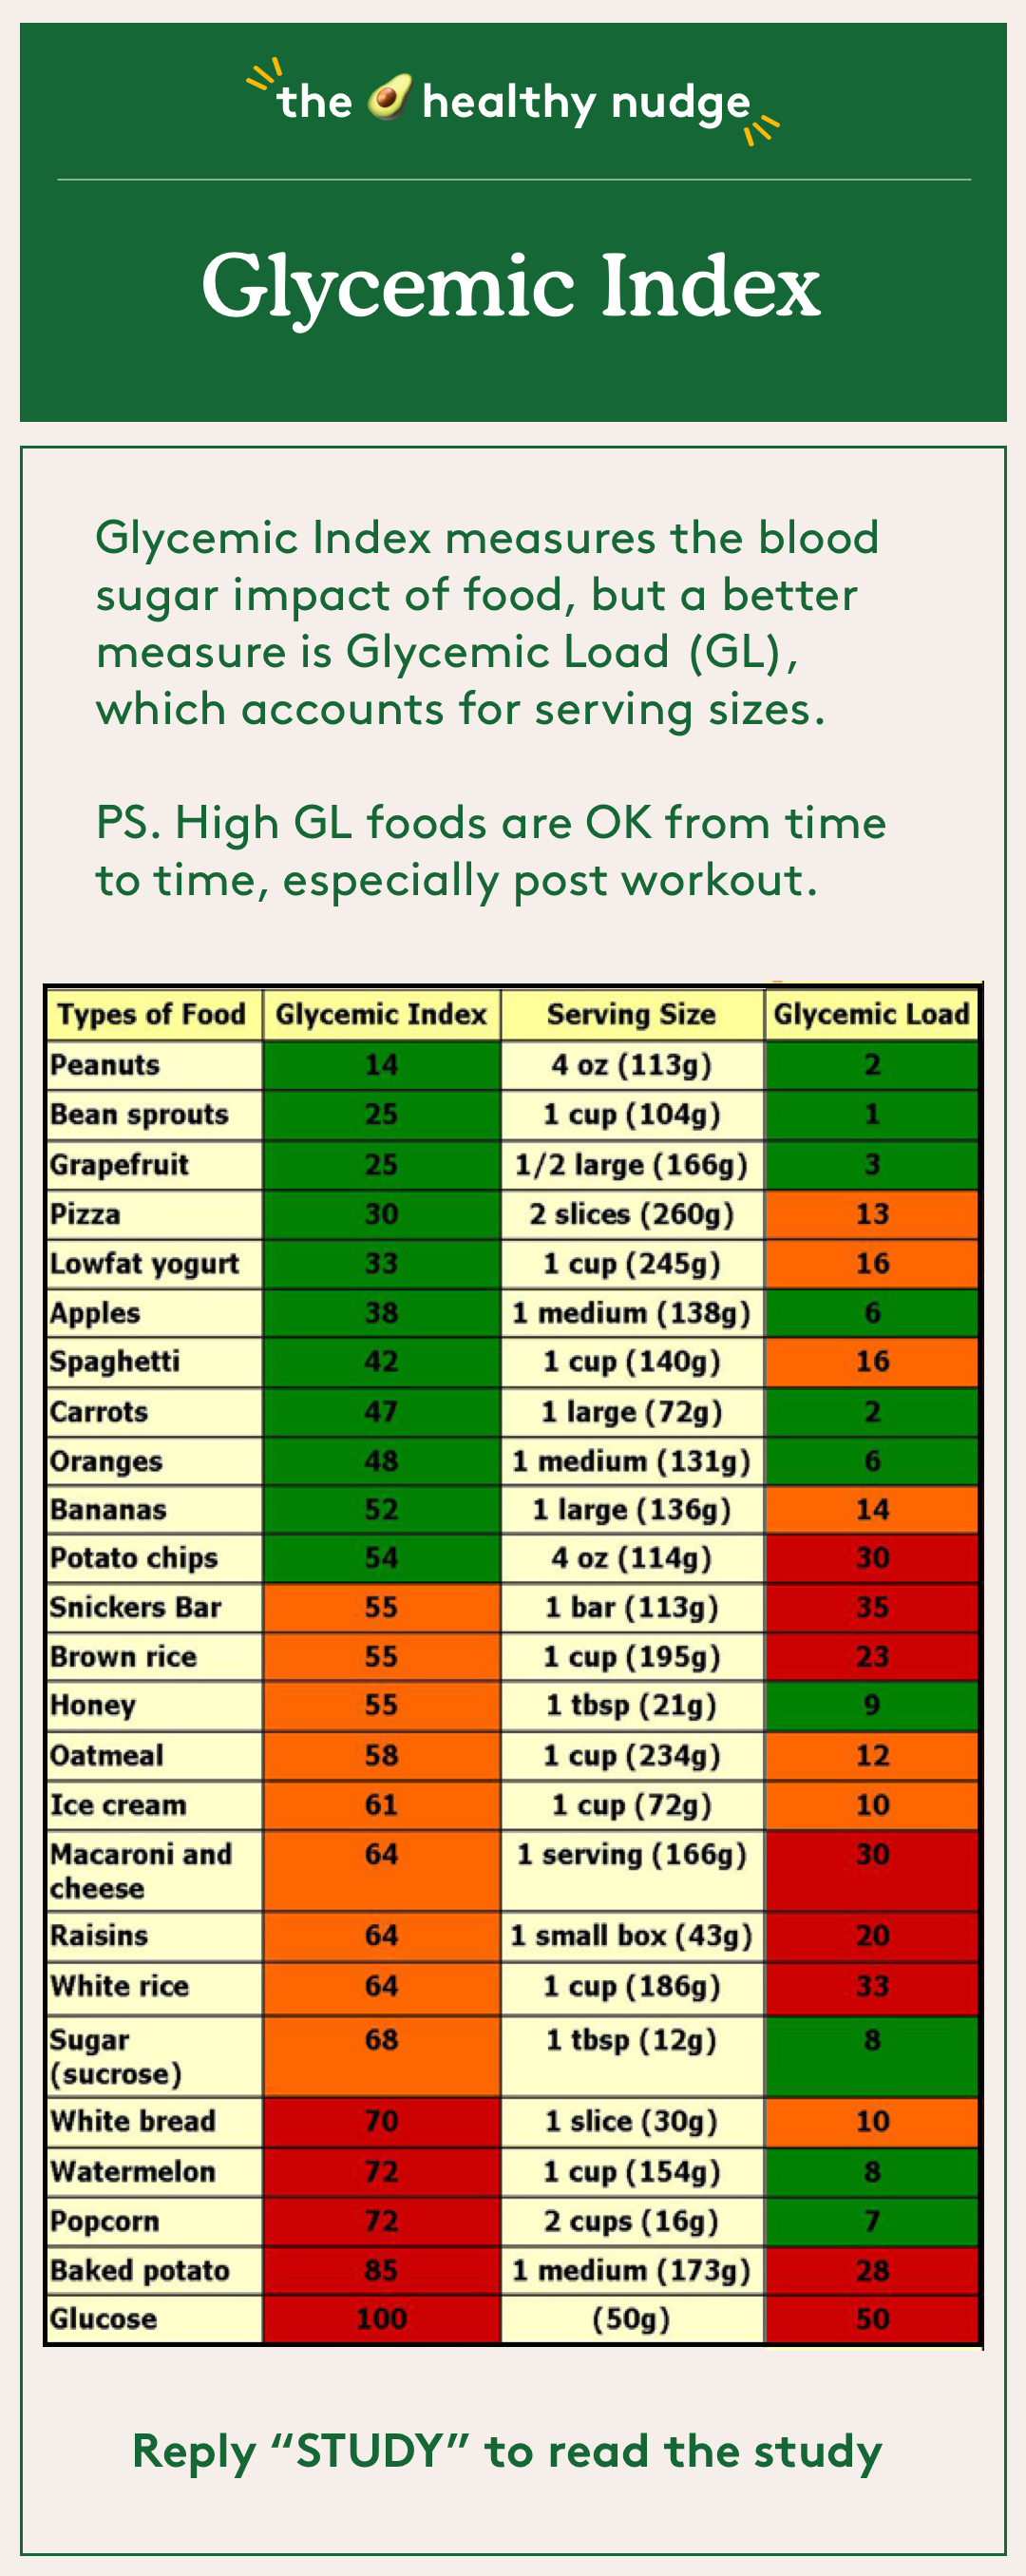 the healthy nudge
Glycemic Index
Glycemic Index measures the blood
sugar impact of food, but a better
measure is Glycemic Load (GL),
which accounts for serving sizes.
PS. High GL foods are OK from time
to time, especially post workout.
Types of Food Glycemic Index Serving Size Glycemic Load
Peanuts 14 4 oz (113g) 2
Bean sprouts 25 1 cup (104g) 1
Grapefruit 25 1/2 large (166g) 3
Pizza 30 2 slices (260g) 13
Lowfat yogurt 33 1 cup (245g) 16
Apples 38 1 medium (138g) 6
Spaghetti 42 1 cup (140g) 16
Carrots 47 1 large (72g) 2
Oranges 48 1 medium (131g) 6
Bananas 52 1 large (136g) 14
Potato chips 54 4 oz (114g) 30
Snickers Bar 55 1 bar (113g) 35
Brown rice 55 1 cup (195g) 23
Honey 55 1 tbsp (21g) 9
Oatmeal 58 1 cup (234g) 12
Ice cream 61 1 cup (72g) 10
Macaroni and 64 1 serving (166g) 30
cheese
Raisins 64 1 small box (43g) 20
White rice 64 1 cup (186g) 33
Sugar 68 1 tbsp (12g) 8
(sucrose)
White bread 70 1 slice (30g) 10
Watermelon 72 1 cup (154g) 8
Popcorn 72 2 cups (16g) 7
Baked potato 85 1 medium (173g) 28
Glucose 100 (50g) 50
Reply “STUDY” to read the study